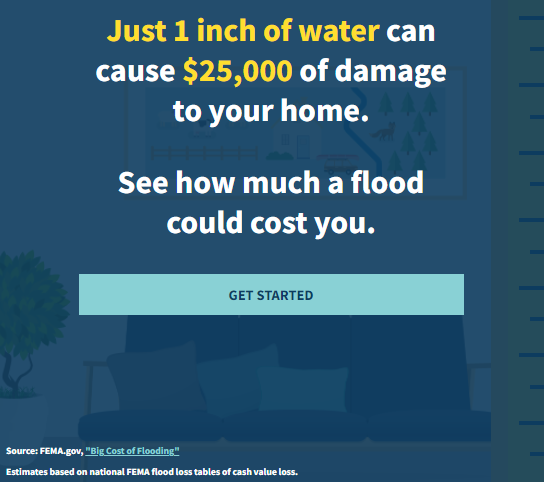 Just 1 inch of water can
cause $25,000 of damage
to your home.
See how much a flood
could cost you.
GET STARTED
Source: FEMA.gov, "Big Cost of Flooding"
Estimates based on national FEMA flood loss tables of cash value loss.